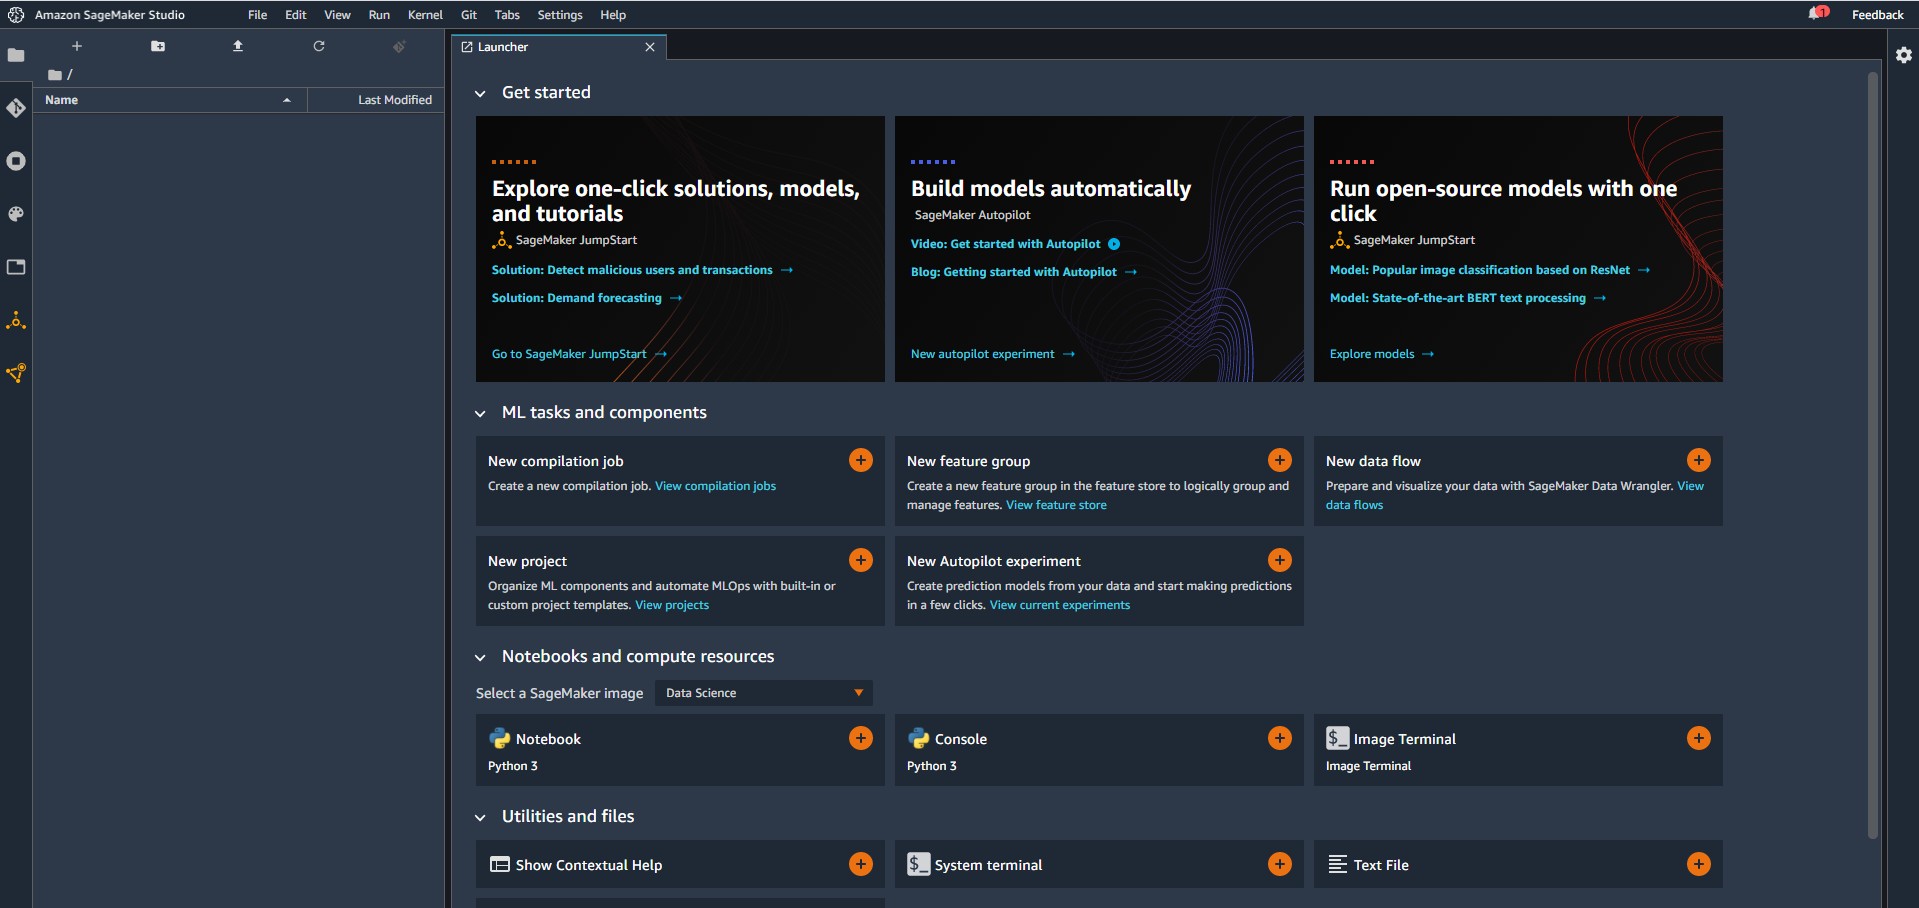 Amazon SageMaker Studio File Edit View Run Kernel Git Tabs Settings Help 1 Feedback
Launcher
/
Name Last Modified
Get started
Explore one-click solutions, models,
and tutorials
SageMaker JumpStart
Solution: Detect malicious users and transactions →
Solution: Demand forecasting →
Go to SageMaker JumpStart →
Build models automatically
SageMaker Autopilot
Video: Get started with Autopilot
Blog: Getting started with Autopilot →
New autopilot experiment →
Run open-source models with one
click
SageMaker JumpStart
Model: Popular image classification based on ResNet →
Model: State-of-the-art BERT text processing →
Explore models →
ML tasks and components
New compilation job
Create a new compilation job. View compilation jobs
New feature group
Create a new feature group in the feature store to logically group and
manage features. View feature store
New data flow
Prepare and visualize your data with SageMaker Data Wrangler. View
data flows
New project
Organize ML components and automate MLOps with built-in or
custom project templates. View projects
New Autopilot experiment
Create prediction models from your data and start making predictions
in a few clicks. View current experiments
Notebooks and compute resources
Select a SageMaker image Data Science
Notebook
Python 3
Console
Python 3
$_ Image Terminal
Image Terminal
Utilities and files
Show Contextual Help
$_ System terminal
Text File